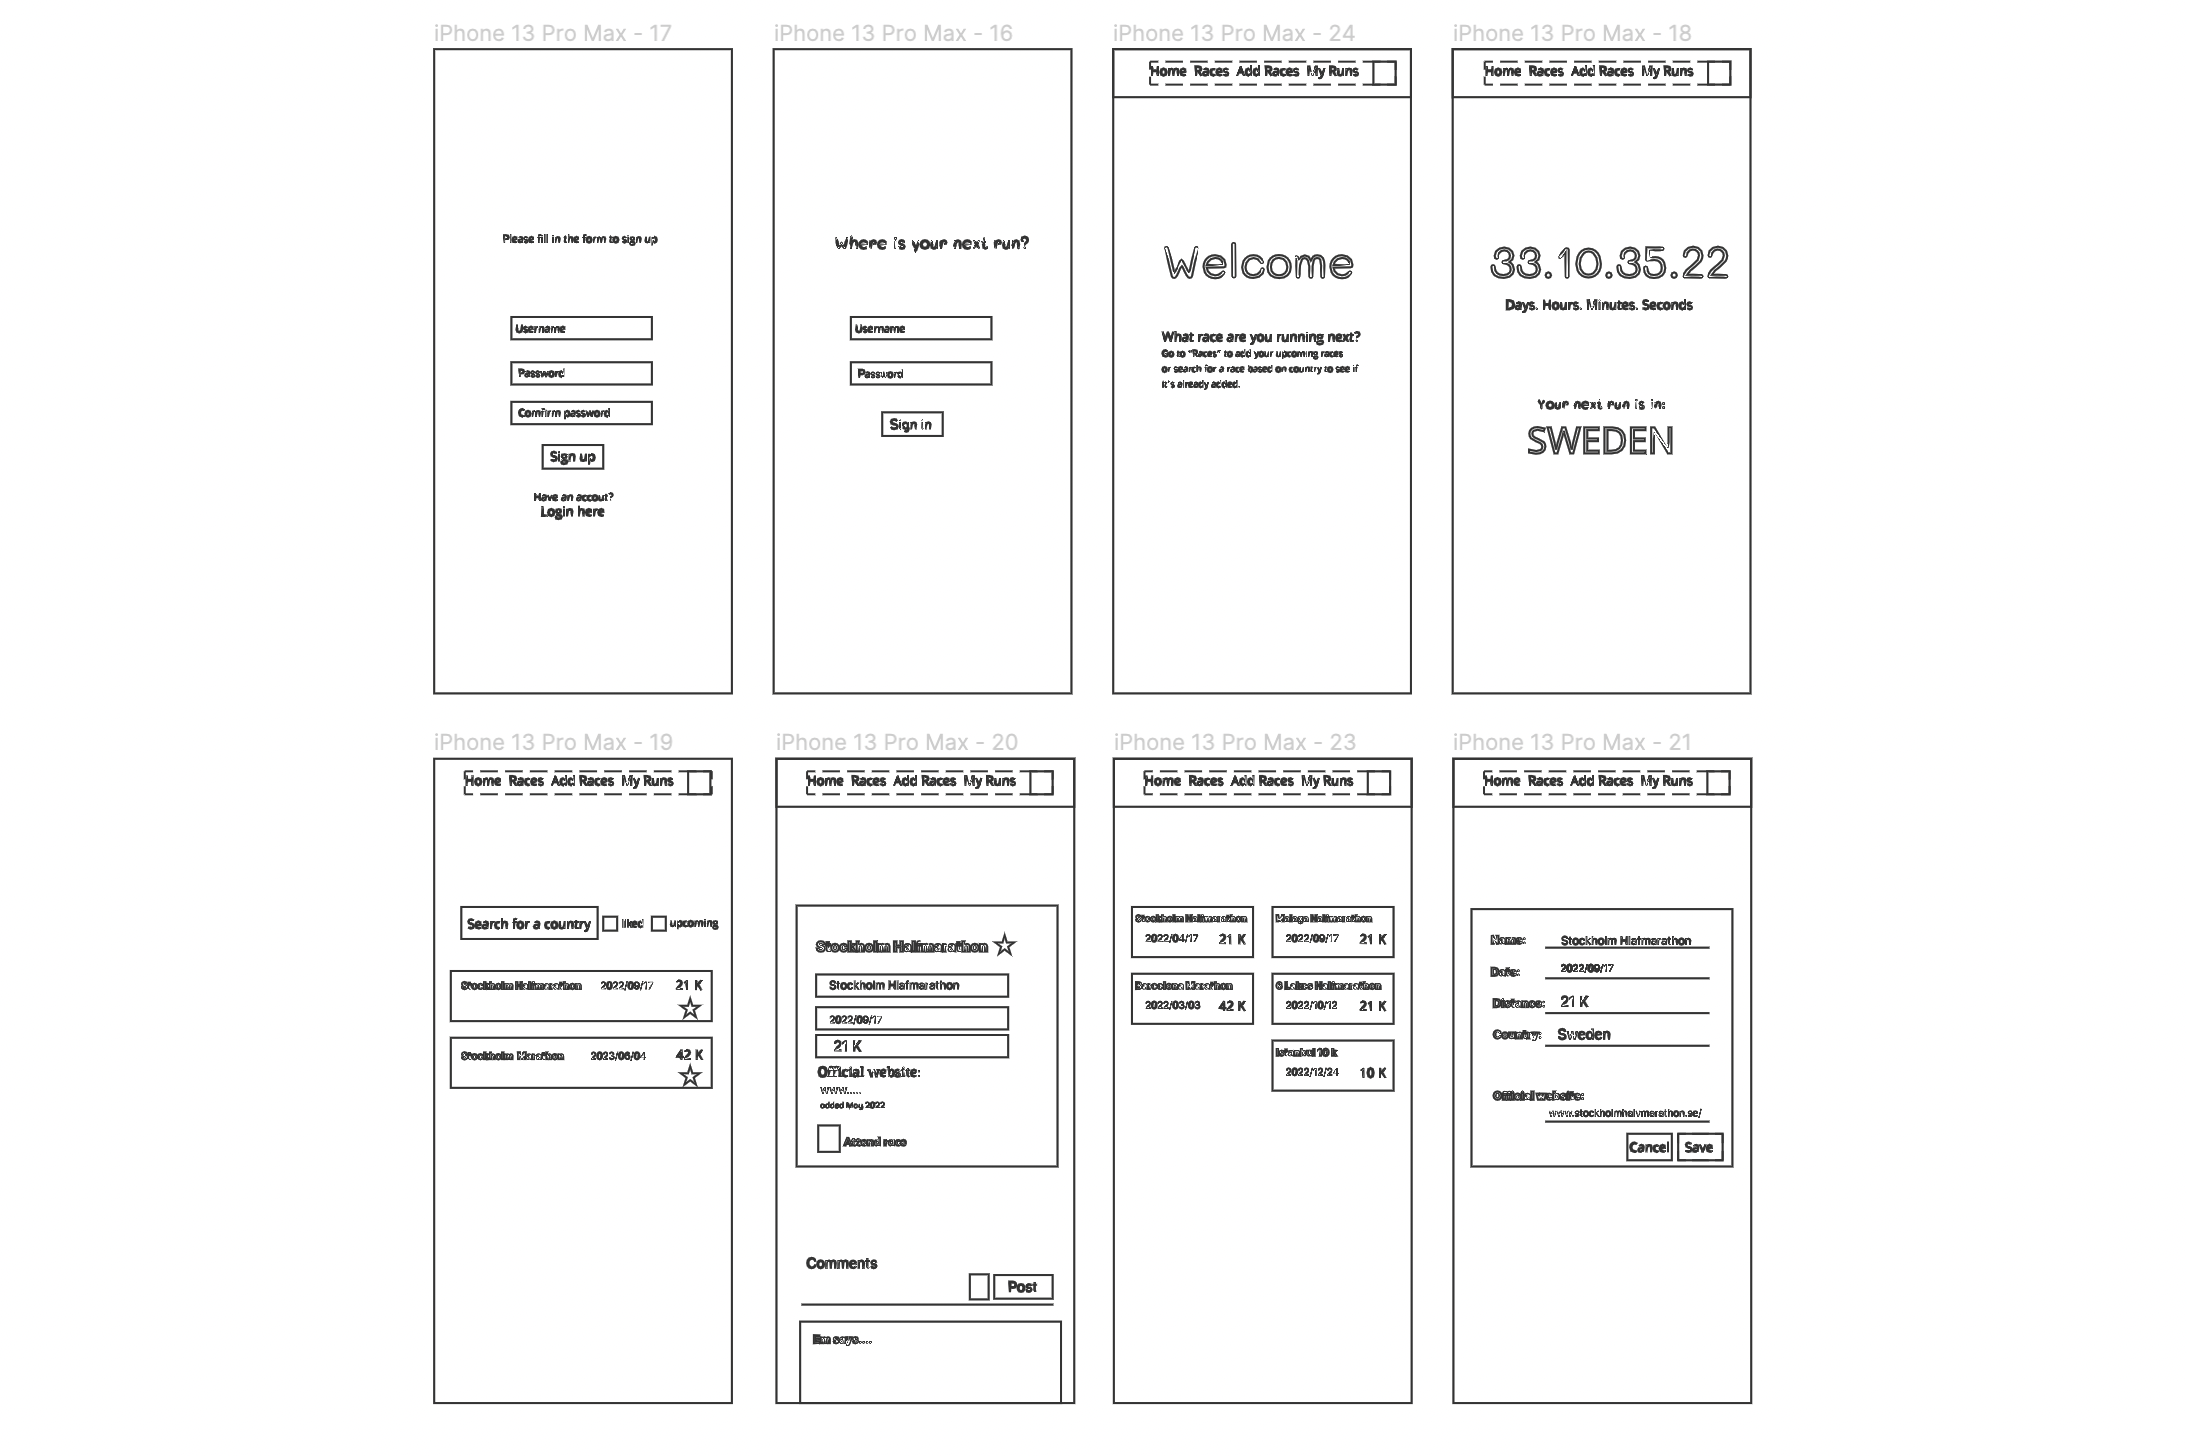 iPhone 13 Pro Max - 17
Please fill in the form to sign up
Username
Password
Comfirm password
Sign up
Have an accout?
Login here
iPhone 13 Pro Max - 16
Where is your next run?
Username
Password
Sign in
iPhone 13 Pro Max - 24
Home Races Add Races My Runs
Welcome
What race are you running next?
Go to "Races" to add your upcoming races
or search for a race based on country to see if
it's already added.
iPhone 13 Pro Max - 18
Home Races Add Races My Runs
33.10.35.22
Days. Hours. Minutes. Seconds
Your next run is in:
SWEDEN
iPhone 13 Pro Max - 19
Home Races Add Races My Runs
Search for a country liked upcoming
Stockholm Halfmarathon 2022/09/17 21 K
Stockholm Marathon 2023/06/04 42 K
iPhone 13 Pro Max - 20
Home Races Add Races My Runs
Stockholm Halfmarathon
Stockholm Hlafmarathon
2022/09/17
21 K
Official website:
www.....
added May 2022
Attend race
Comments
Post
says....
iPhone 13 Pro Max - 23
Home Races Add Races My Runs
Stockholm Halfmarathon Malaga Halfmarathon
2022/04/17 21 K 2022/09/17 21 K
Barcelona Marathon Lakes Halfmarathon
2022/03/03 42 K 2022/10/12 21 K
Istanbul 10 k
2022/12/24 10 K
iPhone 13 Pro Max - 21
Home Races Add Races My Runs
Name: Stockholm Hlafmarathon
Date: 2022/09/17
Distance: 21 K
Country: Sweden
Official website:
www.stockholmhalvmarathon.se/
Cancel Save